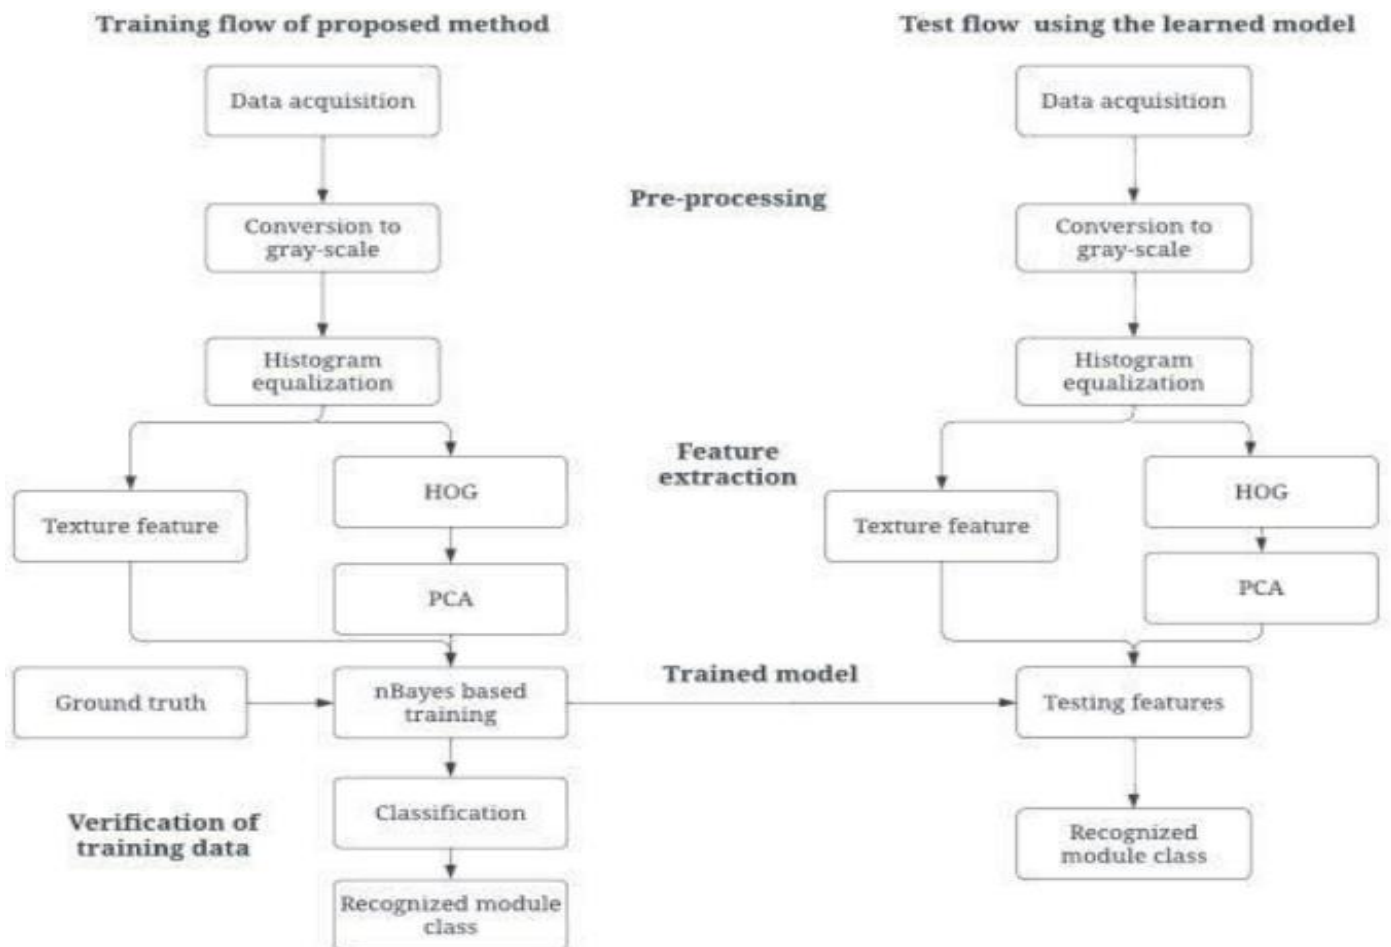 Training flow of proposed method
Test flow using the learned model
Data acquisition
Data acquisition
Pre-processing
Conversion to
gray-scale
Conversion to
gray-scale
Histogram
equalization
Histogram
equalization
Feature
extraction
HOG
Texture feature
PCA
HOG
Texture feature
PCA
Ground truth
nBayes based
training
Trained model
Testing features
Verification of
training data
Classification
Recognized module
class
Recognized
module class